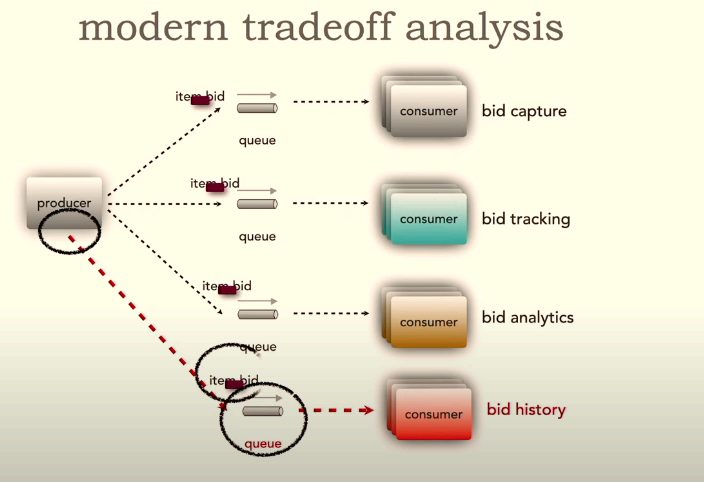 modern tradeoff analysis
item bid
queue
consumer
bid capture
item bid
queue
consumer
bid tracking
producer
item bid
queue
consumer
bid analytics
item bid
queue
consumer
bid history